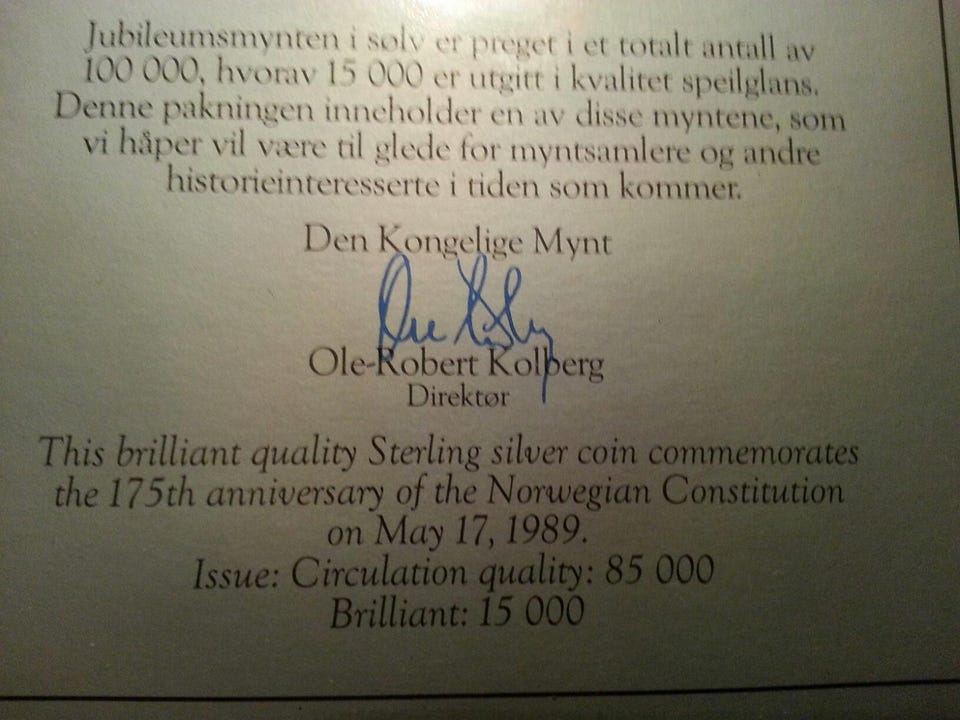 Jubileumsmynten i sølv er preget i et totalt antall av
100 000, hvorav 15 000 er utgitt i kvalitet speilglans.
Denne pakningen inneholder en av disse myntene, som
vi håper vil være til glede for myntsamlere og andre
historieinteresserte i tiden som kommer.
Den Kongelige Mynt
Ole-Robert Kolberg
Direktør
This brilliant quality Sterling silver coin commemorates
the 175th anniversary of the Norwegian Constitution
on May 17, 1989.
Issue: Circulation quality: 85 000
Brilliant: 15 000